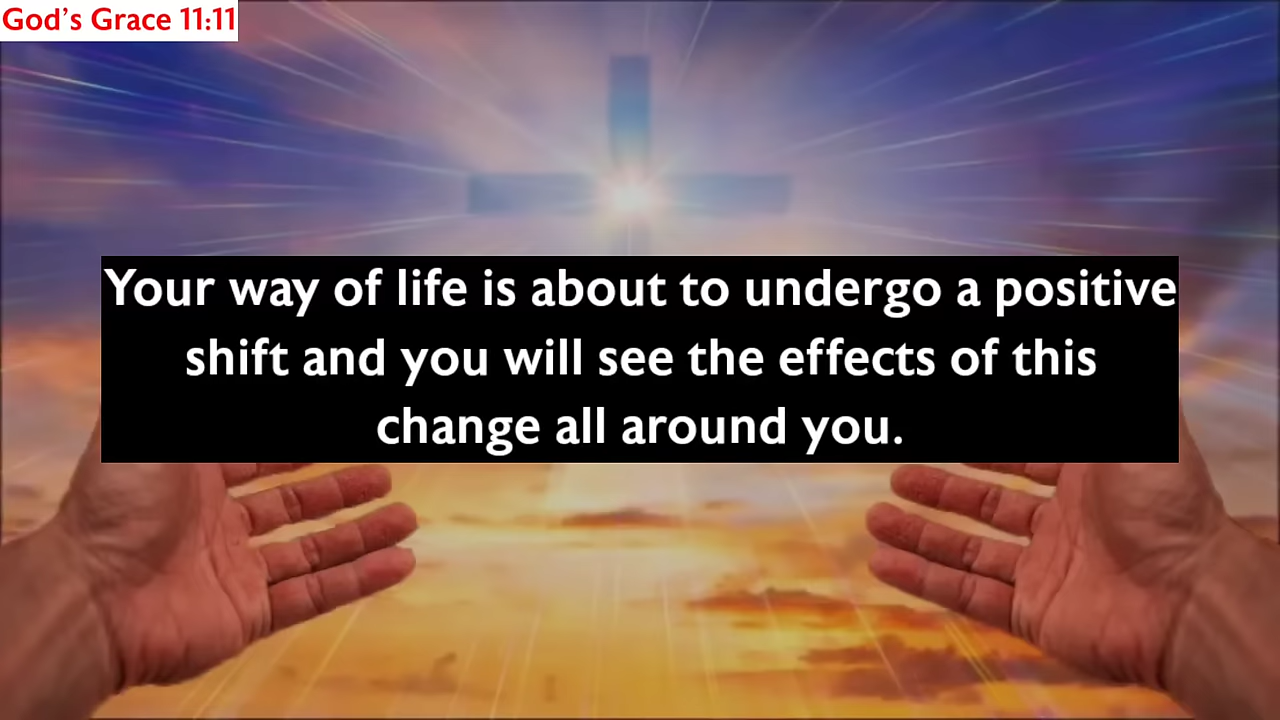 God's Grace 11:11
Your way of life is about to undergo a positive
shift and you will see the effects of this
change all around you.